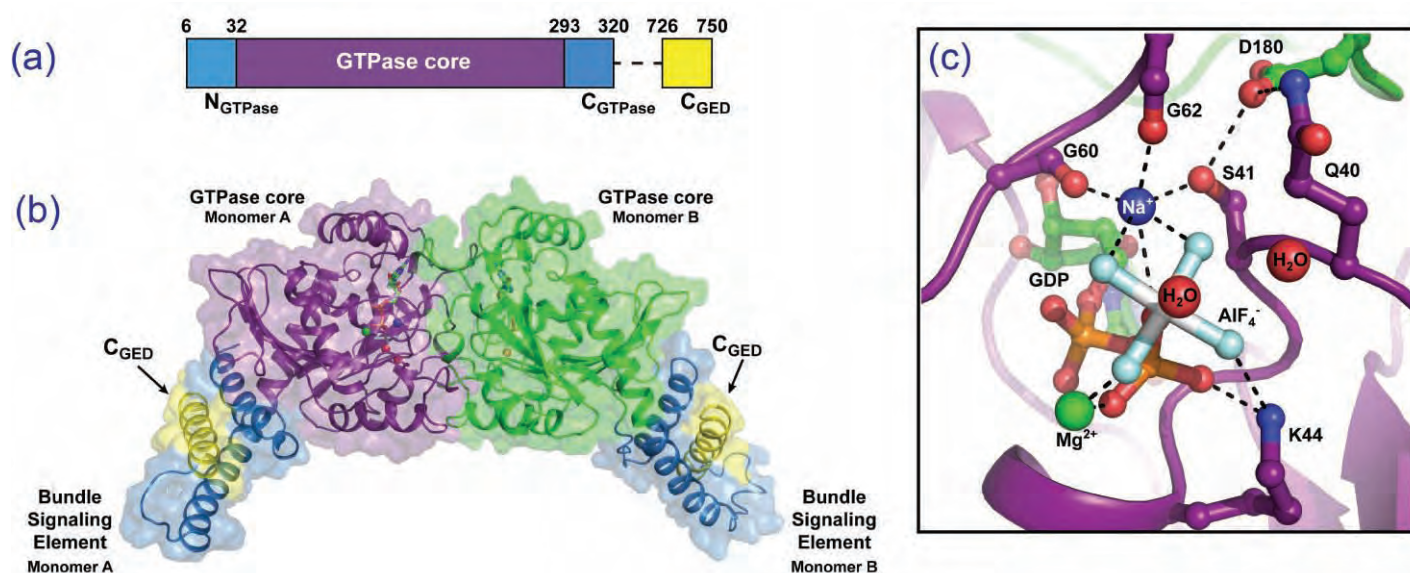 (a)
6 32 293 320 726 750
GTPase core
NGTPase CGTPase CGED
(b)
GTPase core
Monomer A
GTPase core
Monomer B
CGED
CGED
Bundle
Signaling
Element
Monomer A
Bundle
Signaling
Element
Monomer B
(c)
D180
G62
G60
S41
Q40
Na+
H2O
GDP
H2O
AlF4-
Mg2+
K44